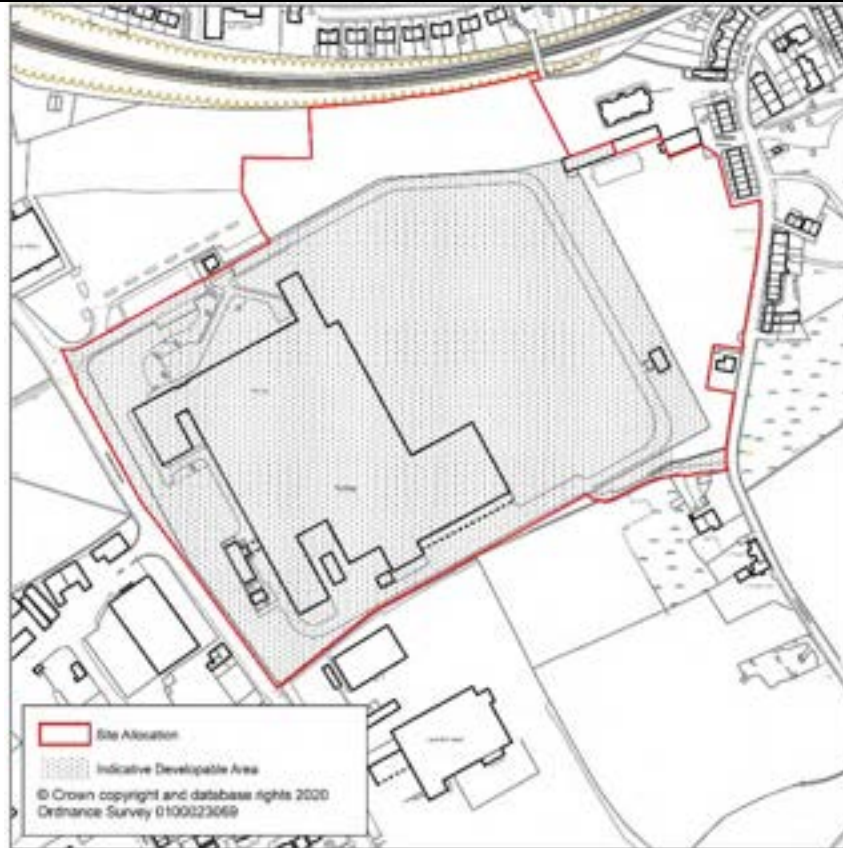 Site Allocation
Indicative Developable Area
© Crown copyright and database rights 2020
Ordnance Survey 0100023069